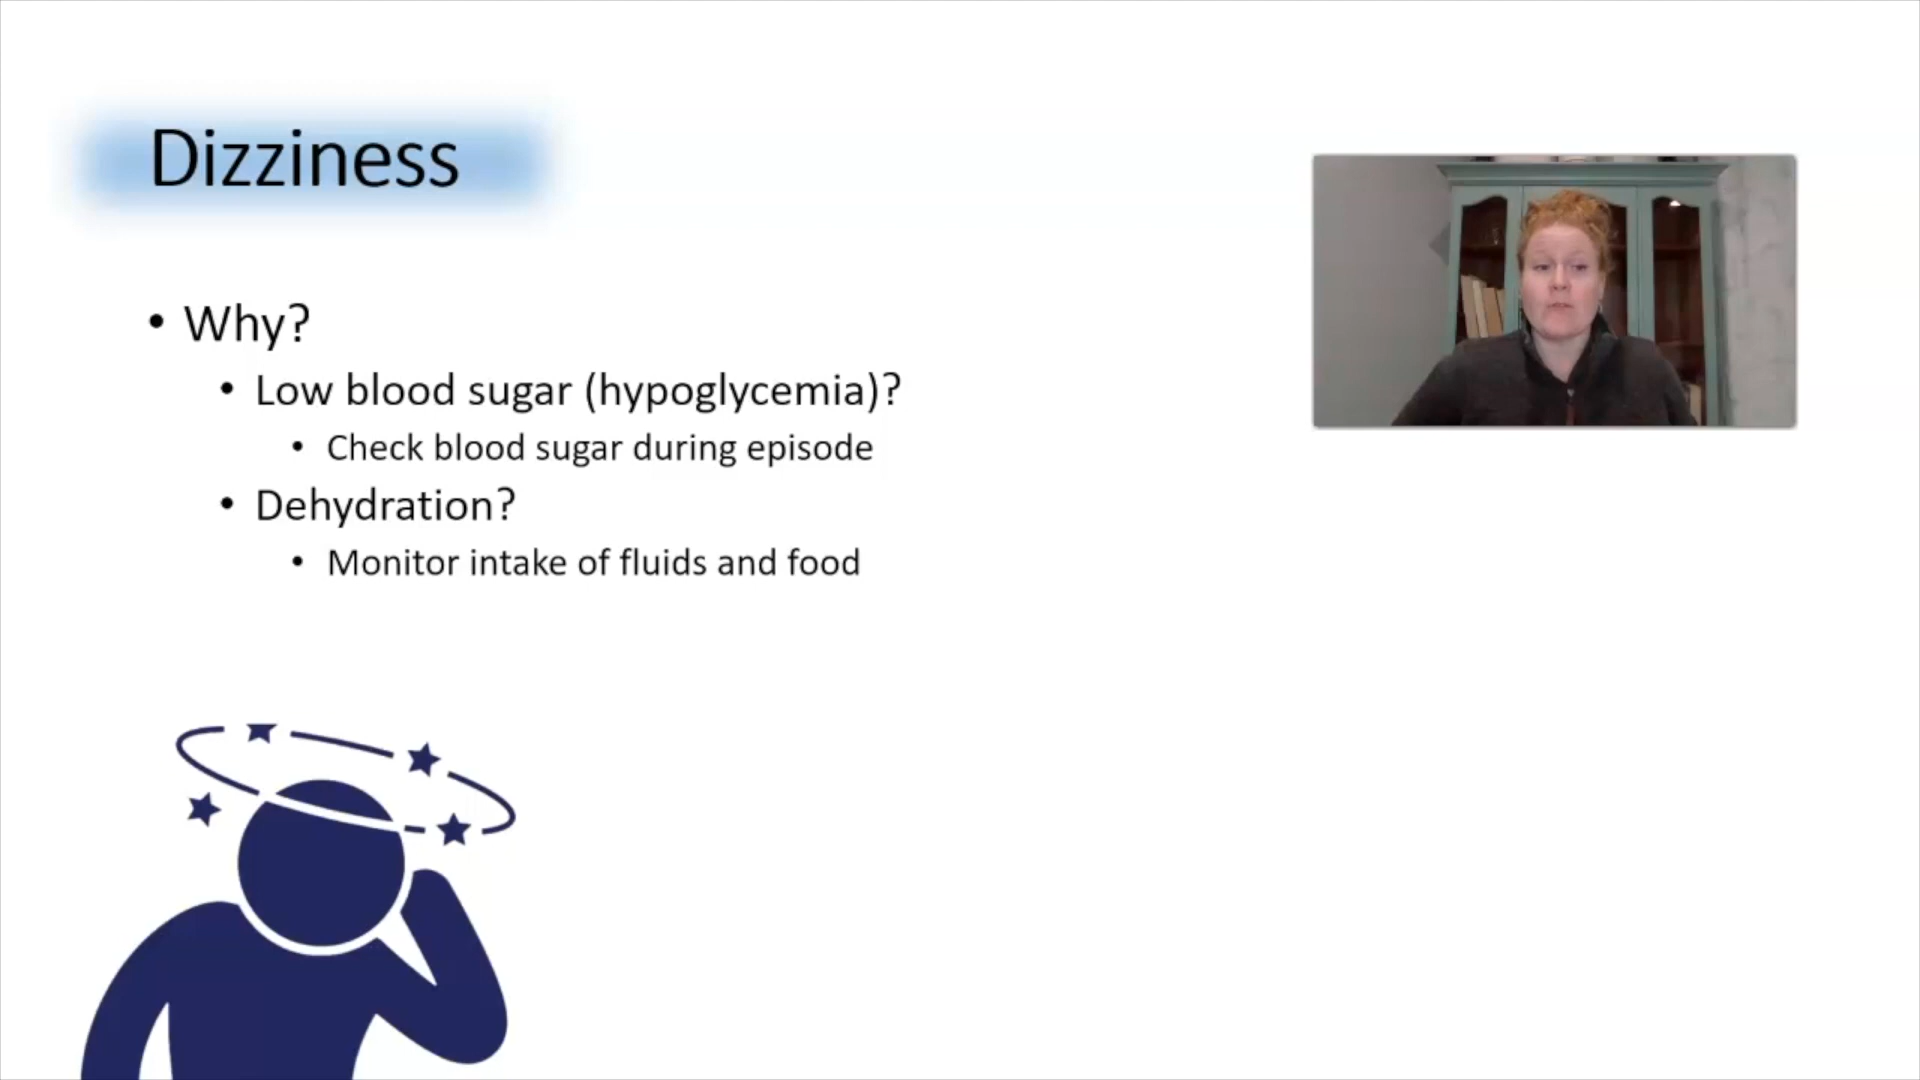 Dizziness
• Why?
• Low blood sugar (hypoglycemia)?
• Check blood sugar during episode
• Dehydration?
• Monitor intake of fluids and food